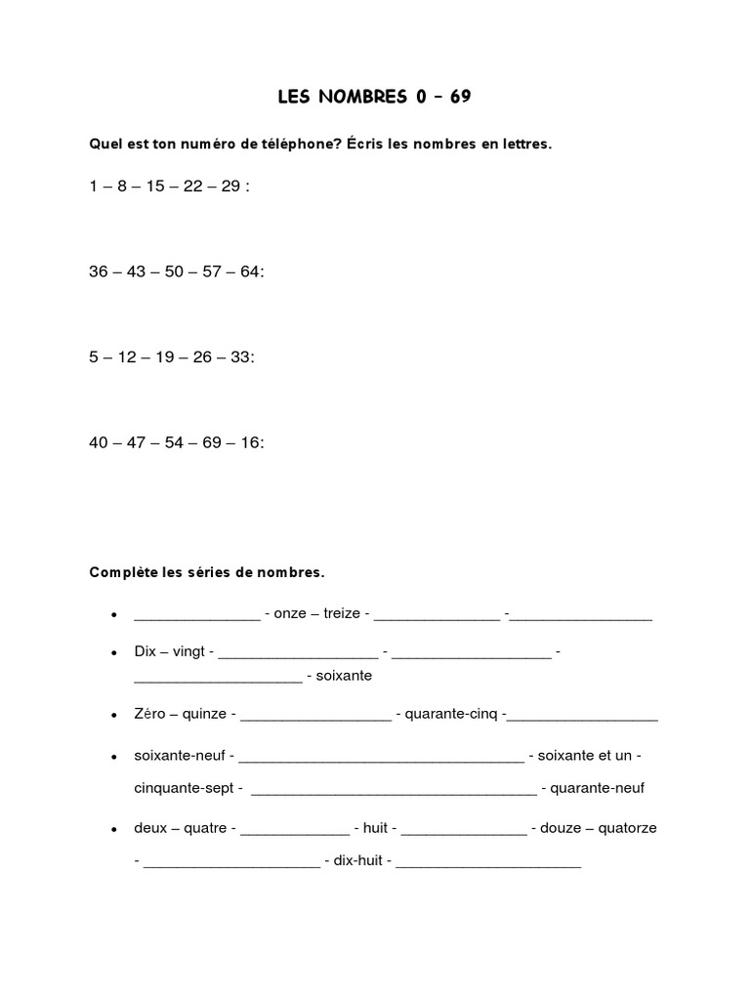 LES NOMBRES 0 – 69
Quel est ton numéro de téléphone? Écris les nombres en lettres.
1 – 8 – 15 – 22 – 29 :
36 – 43 – 50 – 57 – 64:
5 – 12 – 19 – 26 – 33:
40 – 47 – 54 – 69 – 16:
Complète les séries de nombres.
• _______________ - onze – treize - _______________ -_________________
• Dix – vingt - ___________________ - ___________________ -
____________________ - soixante
• Zéro – quinze - __________________ - quarante-cinq -__________________
• soixante-neuf - __________________________________ - soixante et un -
cinquante-sept - __________________________________ - quarante-neuf
• deux – quatre - _____________ - huit - _______________ - douze – quatorze
- _____________________ - dix-huit - ______________________